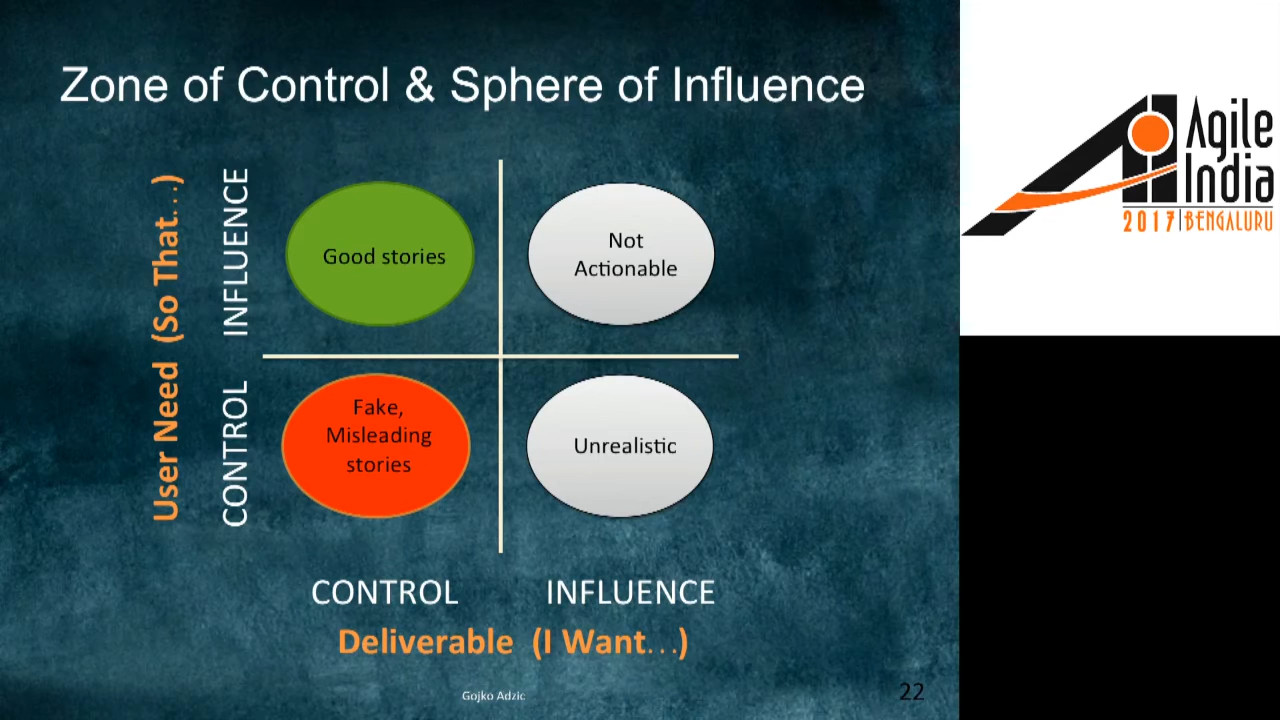 Zone of Control & Sphere of Influence
User Need (So That…)
INFLUENCE
CONTROL
Good stories
Not
Actionable
Fake,
Misleading
stories
Unrealistic
CONTROL
INFLUENCE
Deliverable (I Want…)
Gojko Adzic
22
Agile
India
2017 | BENGALURU